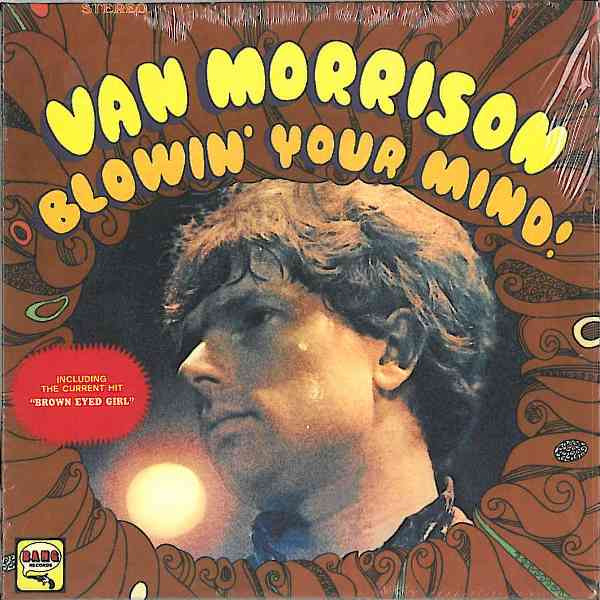 STEREO
VAN MORRISON
BLOWIN' YOUR MIND!
INCLUDING
THE CURRENT HIT
"BROWN EYED GIRL"
BANG
RECORDS